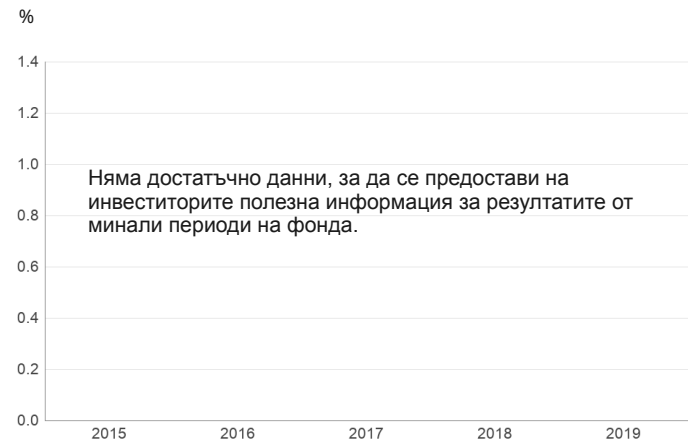 %
1.4
1.2
1.0
Няма достатъчно данни, за да се предостави на
инвеститорите полезна информация за резултатите от
0.8
минали периоди на фонда.
0.6
0.4
0.2
0.0
2015 2016 2017 2018 2019